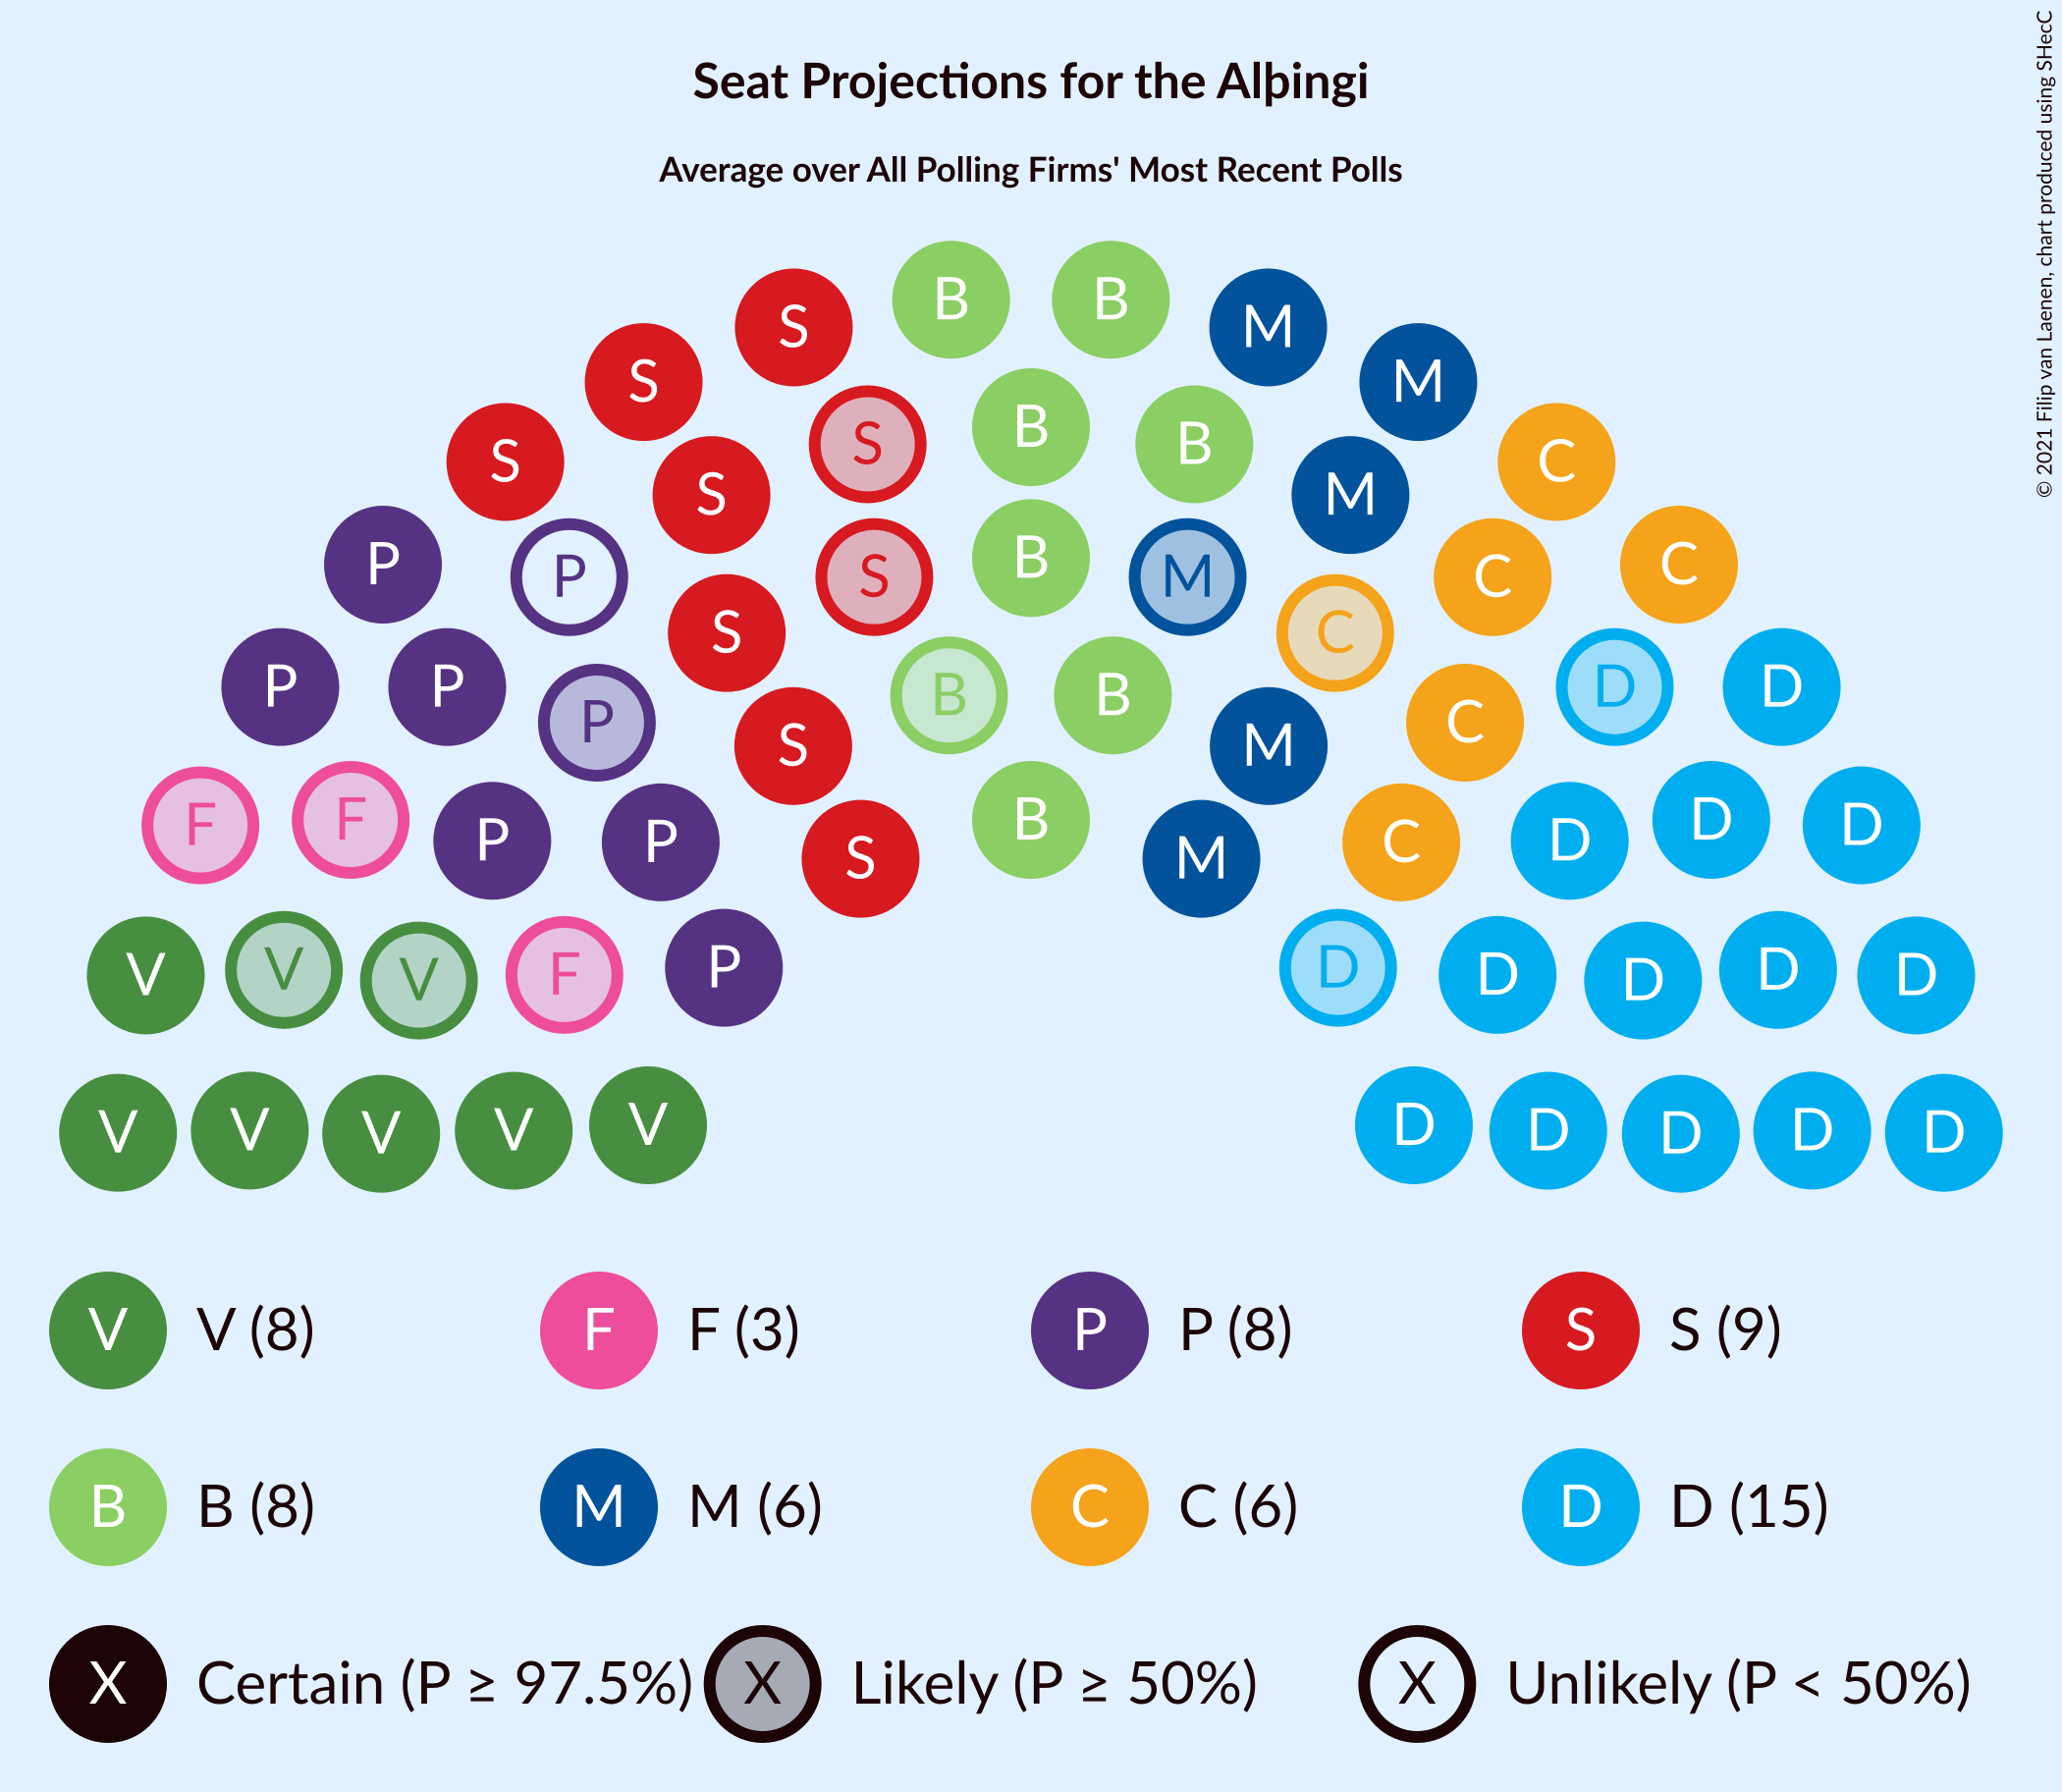 Seat Projections for the Alþingi
Average over All Polling Firms' Most Recent Polls
© 2021 Filip van Laenen, chart produced using SHecC
B B
S M
S M
B
S B
S C
S M
B
P P S M C C
S C
P P B B D D
P C
S M
F F B D D
P P C D
S M
P D
V V V F D D D D
V V V V V D D D D D
V V (8) F F (3) P P (8) S S (9)
B B (8) M M (6) C C (6) D D (15)
X Certain (P ≥ 97.5%) X Likely (P ≥ 50%) X Unlikely (P < 50%)